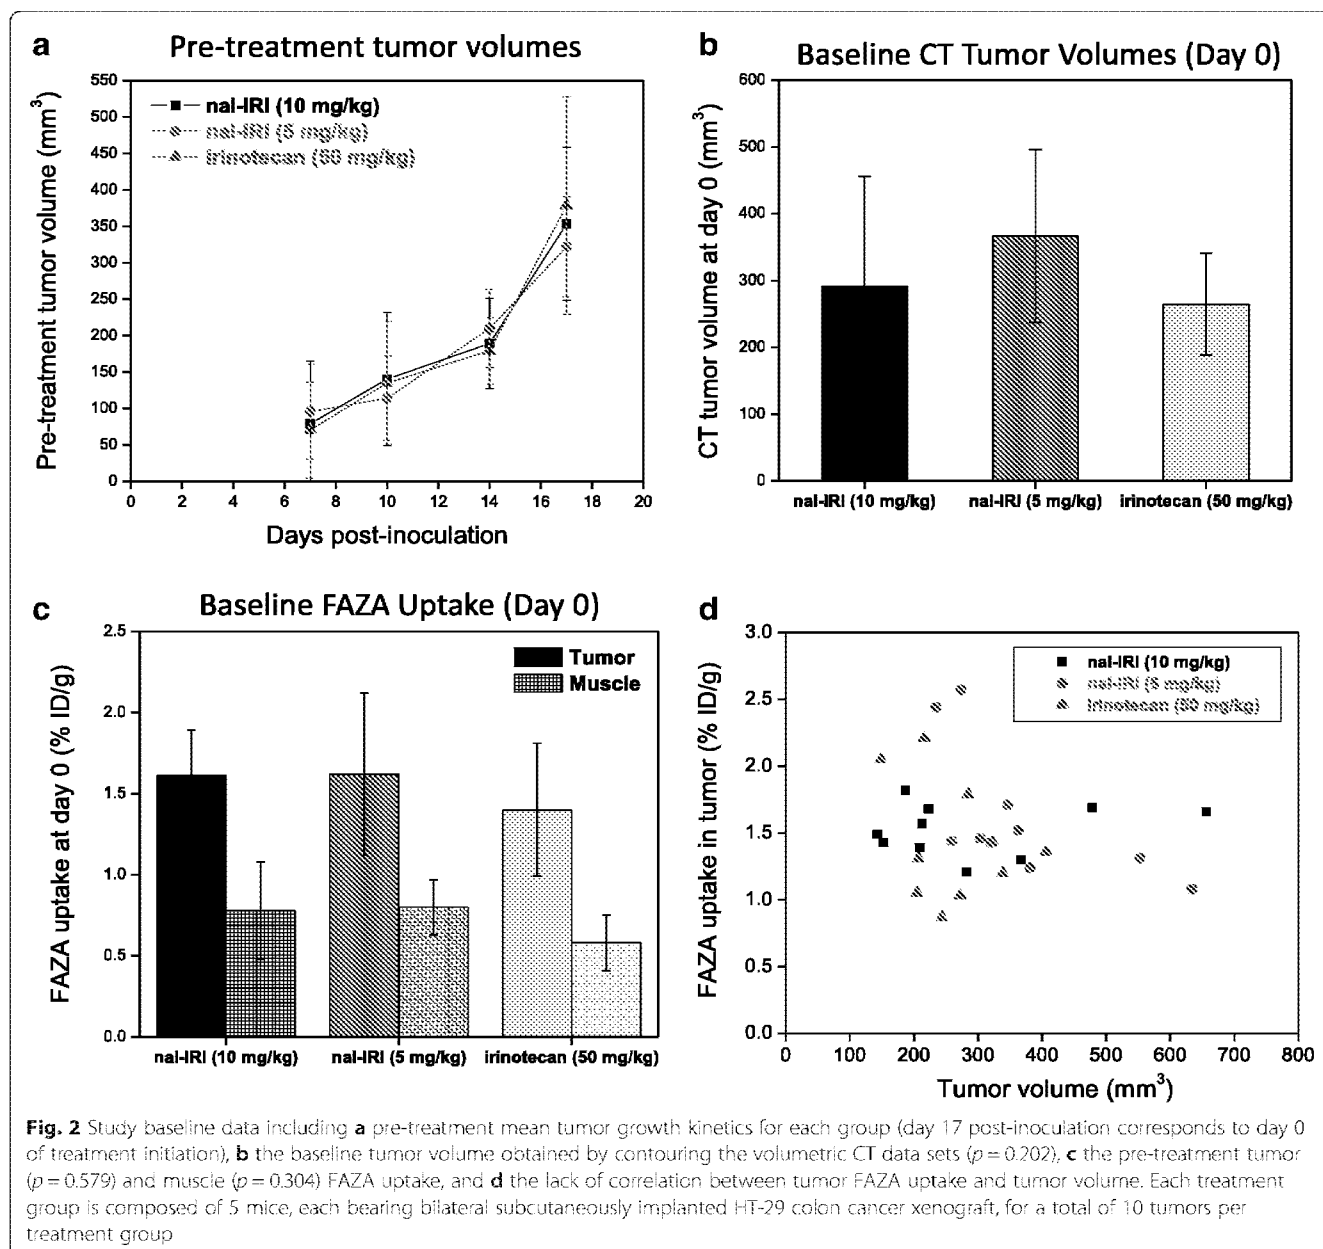 a
Pre-treatment tumor volumes
Pre-treatment tumor volume (mm³)
550
500
450
400
350
300
250
200
150
100
50
0
nal-IRI (10 mg/kg)
nal-IRI (5 mg/kg)
irinotecan (50 mg/kg)
0 2 4 6 8 10 12 14 16 18 20
Days post-inoculation
b
Baseline CT Tumor Volumes (Day 0)
CT tumor volume at day 0 (mm³)
600
500
400
300
200
100
0
nal-IRI (10 mg/kg) nal-IRI (5 mg/kg) irinotecan (50 mg/kg)
c
Baseline FAZA Uptake (Day 0)
FAZA uptake at day 0 (% ID/g)
2.5
2.0
1.5
1.0
0.5
0.0
Tumor
Muscle
nal-IRI (10 mg/kg) nal-IRI (5 mg/kg) irinotecan (50 mg/kg)
d
FAZA uptake in tumor (% ID/g)
3.0
2.5
2.0
1.5
1.0
0.5
0.0
nal-IRI (10 mg/kg)
nal-IRI (5 mg/kg)
irinotecan (50 mg/kg)
0 100 200 300 400 500 600 700 800
Tumor volume (mm³)
Fig. 2 Study baseline data including a pre-treatment mean tumor growth kinetics for each group (day 17 post-inoculation corresponds to day 0
of treatment initiation), b the baseline tumor volume obtained by contouring the volumetric CT data sets (p = 0.202), c the pre-treatment tumor
(p = 0.579) and muscle (p = 0.304) FAZA uptake, and d the lack of correlation between tumor FAZA uptake and tumor volume. Each treatment
group is composed of 5 mice, each bearing bilateral subcutaneously implanted HT-29 colon cancer xenograft, for a total of 10 tumors per
treatment group